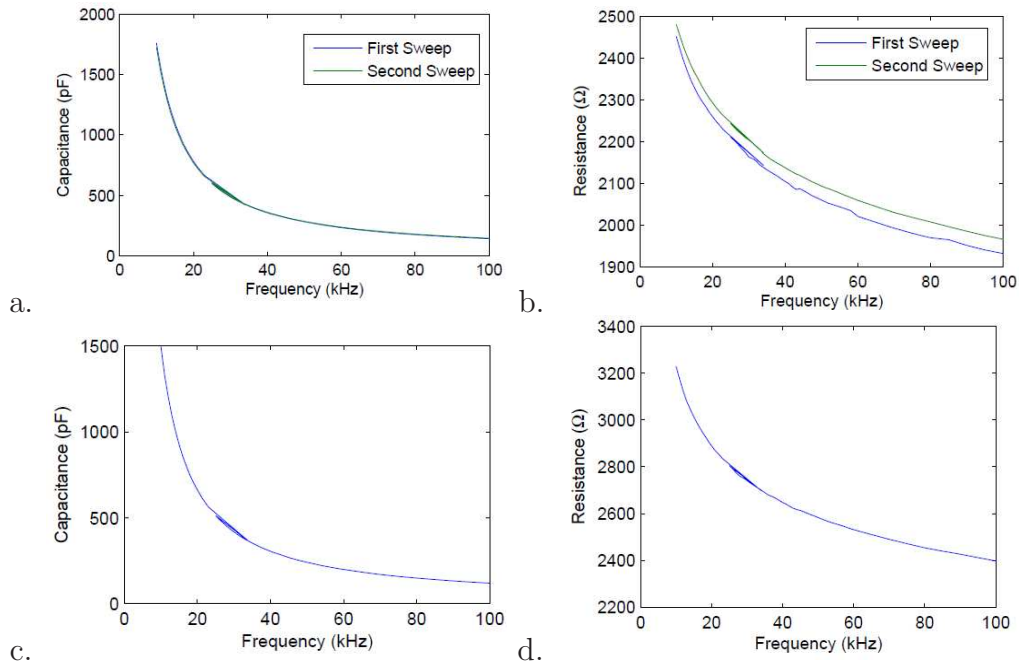 2000
1500
1000
500
0
0 20 40 60 80 100
Capacitance (pF)
Frequency (kHz)
First Sweep
Second Sweep
a.
2500
2400
2300
2200
2100
2000
1900
0 20 40 60 80 100
Resistance (Ω)
Frequency (kHz)
First Sweep
Second Sweep
b.
1500
1000
500
0
0 20 40 60 80 100
Capacitance (pF)
Frequency (kHz)
c.
3400
3200
3000
2800
2600
2400
2200
0 20 40 60 80 100
Resistance (Ω)
Frequency (kHz)
d.